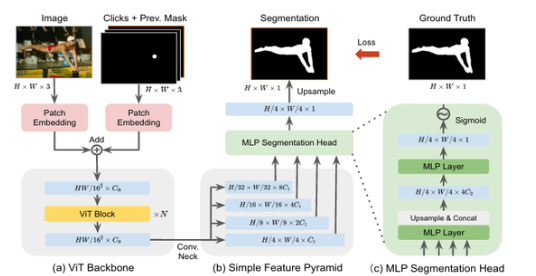 Image
Clicks + Prev. Mask
H × W × 3
H × W × 3
Patch
Embedding
Patch
Embedding
Add
HW/16² × C₀
ViT Block
×N
HW/16² × C₀
(a) ViT Backbone
Segmentation
H × W × 1
Upsample
H/4 × W/4 × 1
MLP Segmentation Head
H/32 × W/32 × 8C₁
H/16 × W/16 × 4C₁
H/8 × W/8 × 2C₁
H/4 × W/4 × C₁
Conv.
Neck
(b) Simple Feature Pyramid
Loss
Ground Truth
H × W × 1
Sigmoid
H/4 × W/4 × 1
MLP Layer
H/4 × W/4 × 4C₂
Upsample & Concat
MLP Layer
(c) MLP Segmentation Head